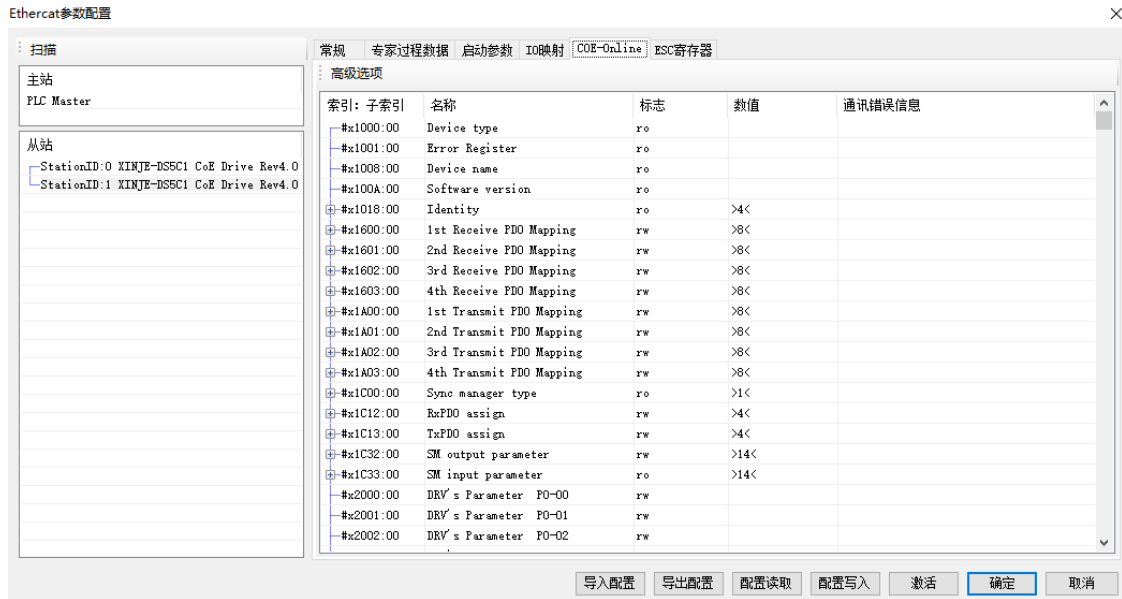 Ethercat参数配置
扫描
主站
PLC Master
从站
StationID:0 XINJE-DS5C1 CoE Drive Rev4.0
StationID:1 XINJE-DS5C1 CoE Drive Rev4.0
常规 专家过程数据 启动参数 IO映射 COE-Online ESC寄存器
高级选项
索引: 子索引 名称 标志 数值 通讯错误信息
#x1000:00 Device type ro
#x1001:00 Error Register ro
#x1008:00 Device name ro
#x100A:00 Software version ro
#x1018:00 Identity ro >4<
#x1600:00 1st Receive PDO Mapping rw >8<
#x1601:00 2nd Receive PDO Mapping rw >8<
#x1602:00 3rd Receive PDO Mapping rw >8<
#x1603:00 4th Receive PDO Mapping rw >8<
#x1A00:00 1st Transmit PDO Mapping rw >8<
#x1A01:00 2nd Transmit PDO Mapping rw >8<
#x1A02:00 3rd Transmit PDO Mapping rw >8<
#x1A03:00 4th Transmit PDO Mapping rw >8<
#x1C00:00 Sync manager type ro >1<
#x1C12:00 RxPDO assign rw >4<
#x1C13:00 TxPDO assign rw >4<
#x1C32:00 SM output parameter rw >14<
#x1C33:00 SM input parameter ro >14<
#x2000:00 DRV's Parameter P0-00 rw
#x2001:00 DRV's Parameter P0-01 rw
#x2002:00 DRV's Parameter P0-02 rw
导入配置 导出配置 配置读取 配置写入 激活 确定 取消